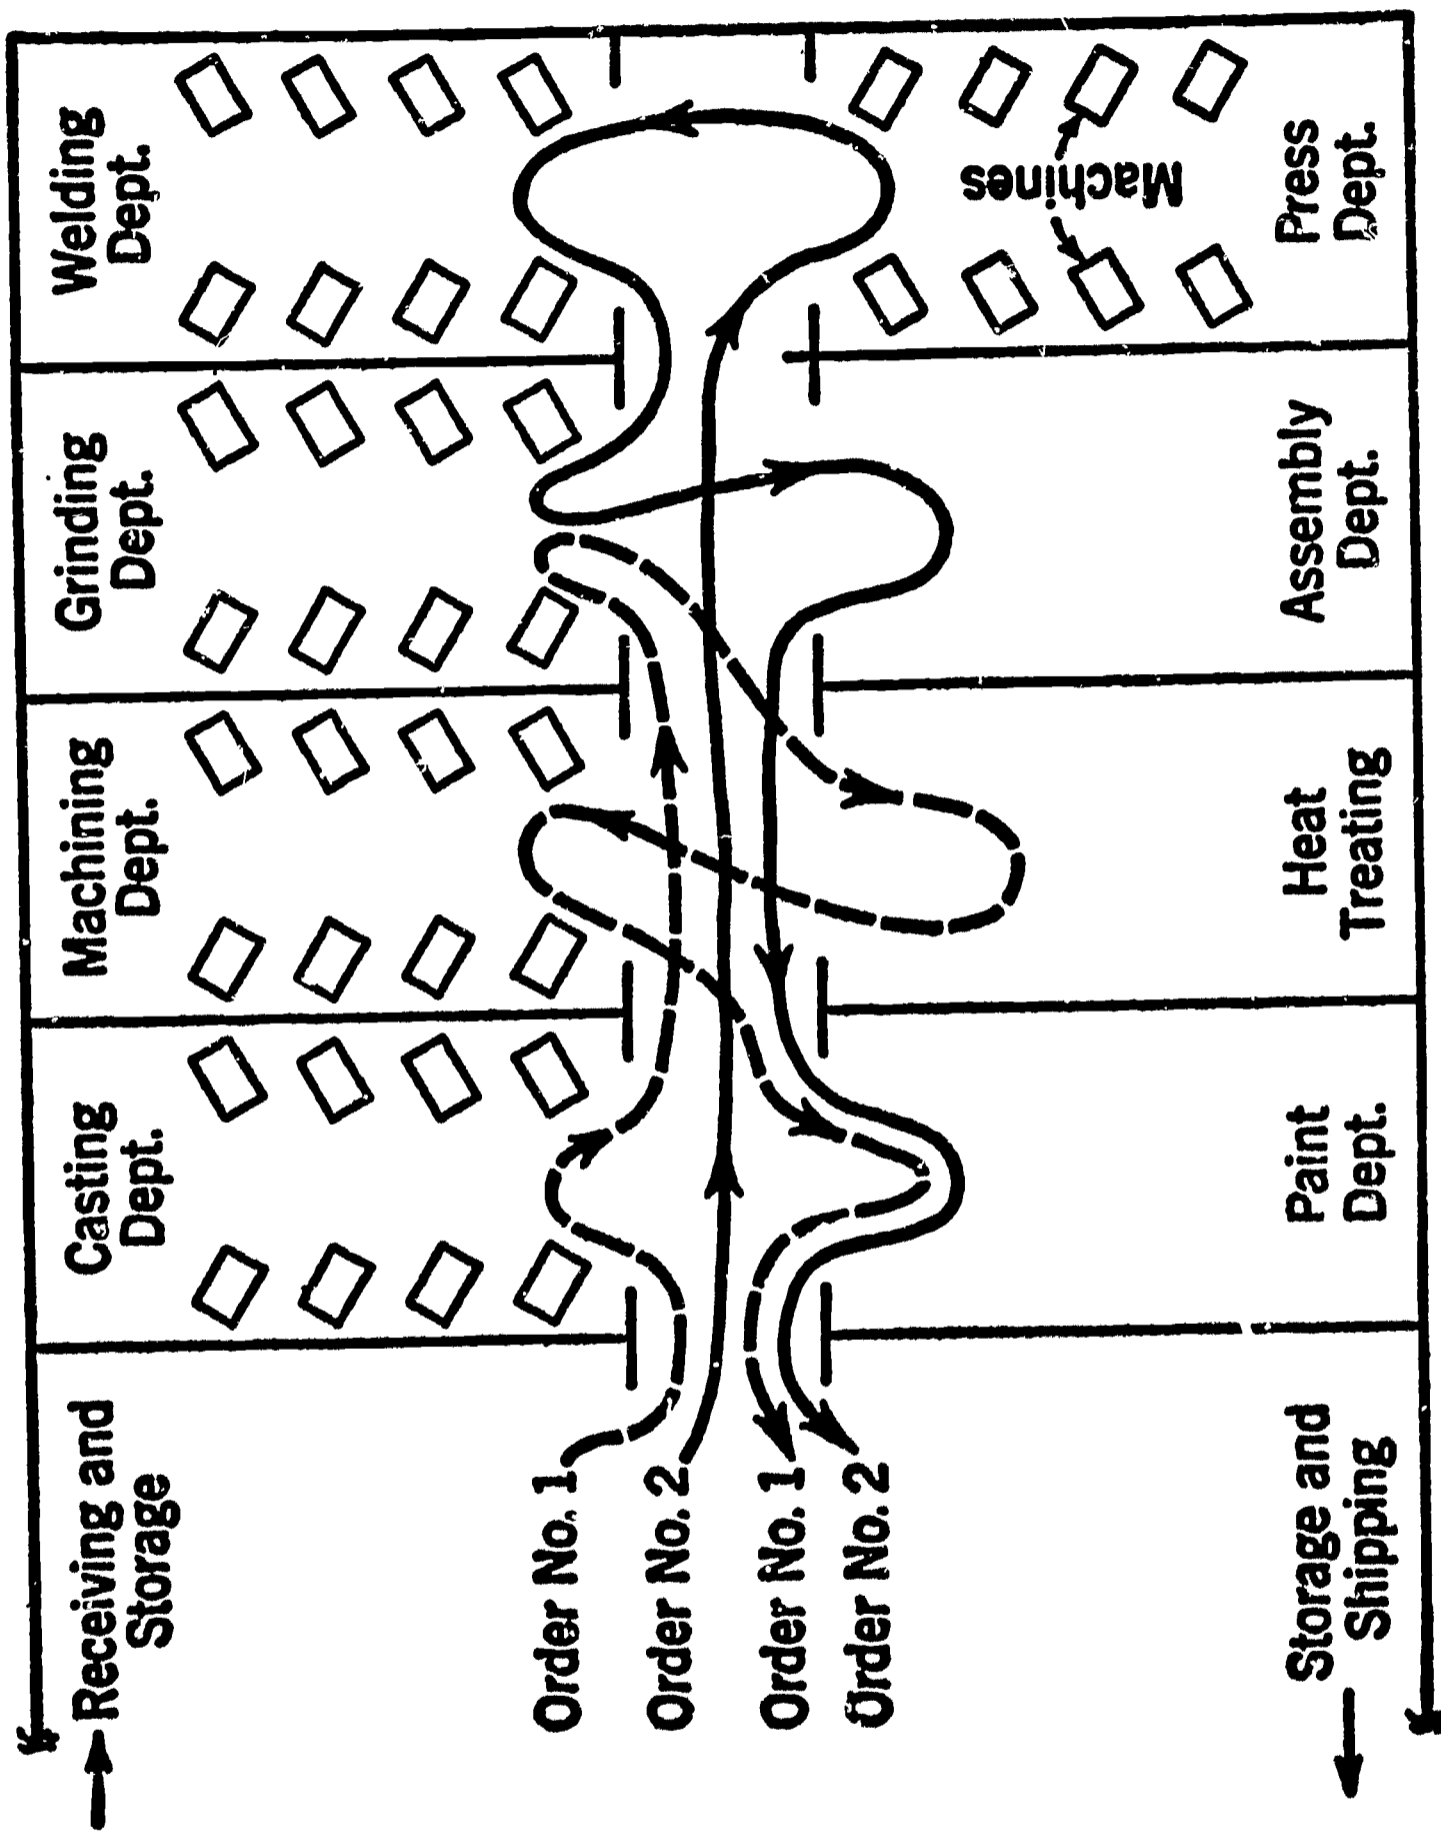 Receiving and
Storage
Casting
Dept.
Machining
Dept.
Grinding
Dept.
Welding
Dept.
Order No. 1
Order No. 2
Order No. 1
Order No. 2
Machines
Storage and
Shipping
Paint
Dept.
Heat
Treating
Assembly
Dept.
Press
Dept.